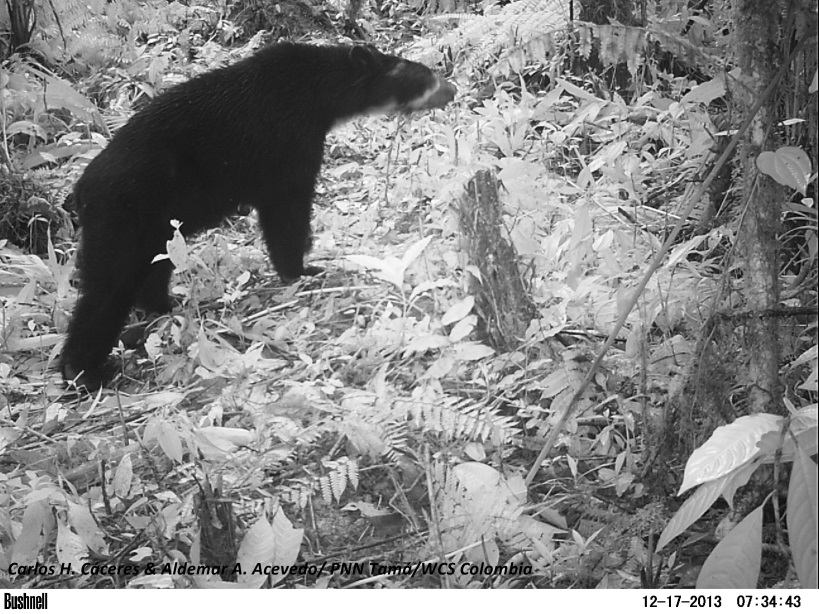 Carlos H. Cáceres & Aldemar A. Acevedo/ PNN Tamá/WCS Colombia
Bushnell 12-17-2013 07:34:43